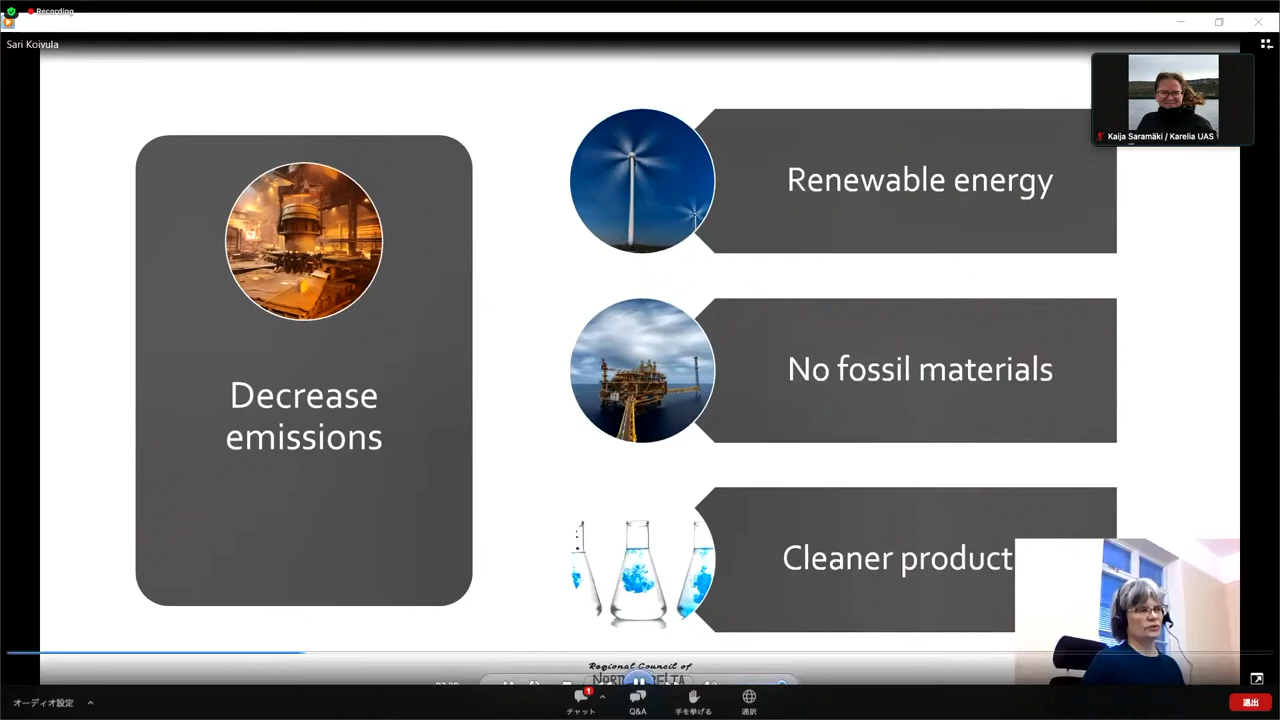 Recording
Sari Koivula
Kaija Saramäki / Karelia UAS
Renewable energy
Decrease
emissions
No fossil materials
Cleaner product
Regional Council of
オーディオ設定
1
チャット
Q&A
手を挙げる
通訳
退出